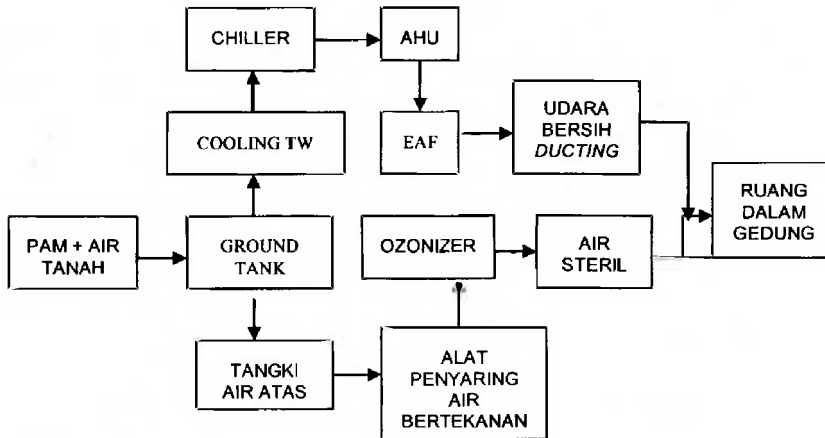 CHILLER
AHU
COOLING TW
EAF
UDARA
BERSIH
DUCTING
PAM + AIR
TANAH
GROUND
TANK
OZONIZER
AIR
STERIL
RUANG
DALAM
GEDUNG
TANGKI
AIR ATAS
ALAT
PENYARING
AIR
BERTEKANAN